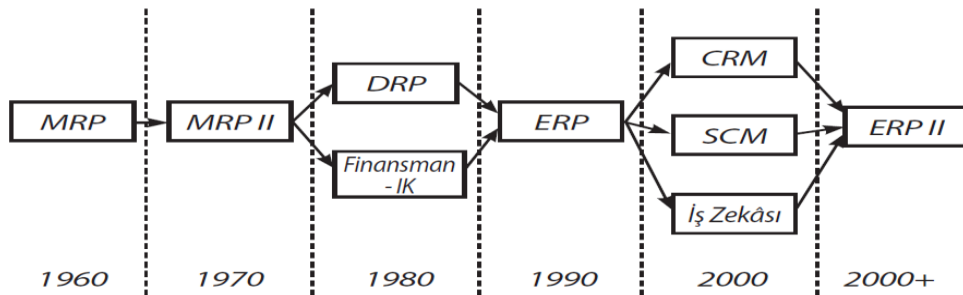 MRP
MRP II
DRP
Finansman
- IK
ERP
CRM
SCM
İş Zekâsı
ERP II
1960
1970
1980
1990
2000
2000+